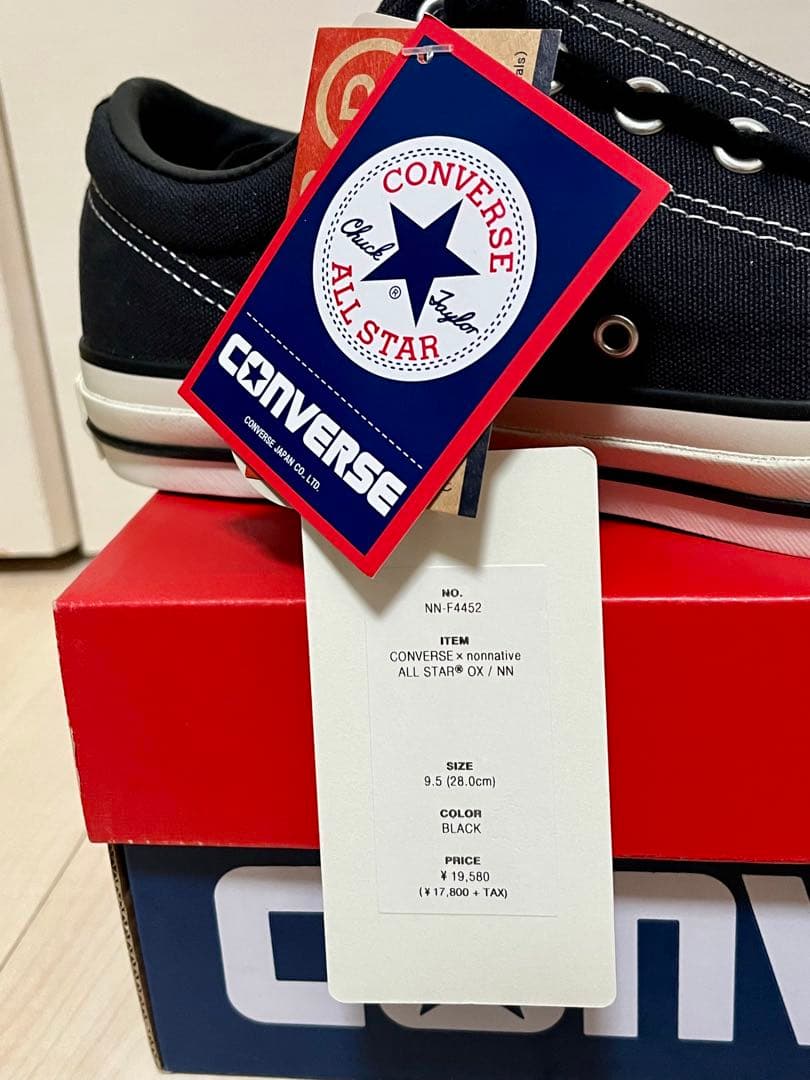 als)
CONVERSE
Chuck
Taylor
®
ALL STAR
CONVERSE
CONVERSE JAPAN CO., LTD.
NO.
NN-F4452
ITEM
CONVERSE × nonnative
ALL STAR® OX / NN
SIZE
9.5 (28.0cm)
COLOR
BLACK
PRICE
¥ 19,580
(¥ 17,800 + TAX)